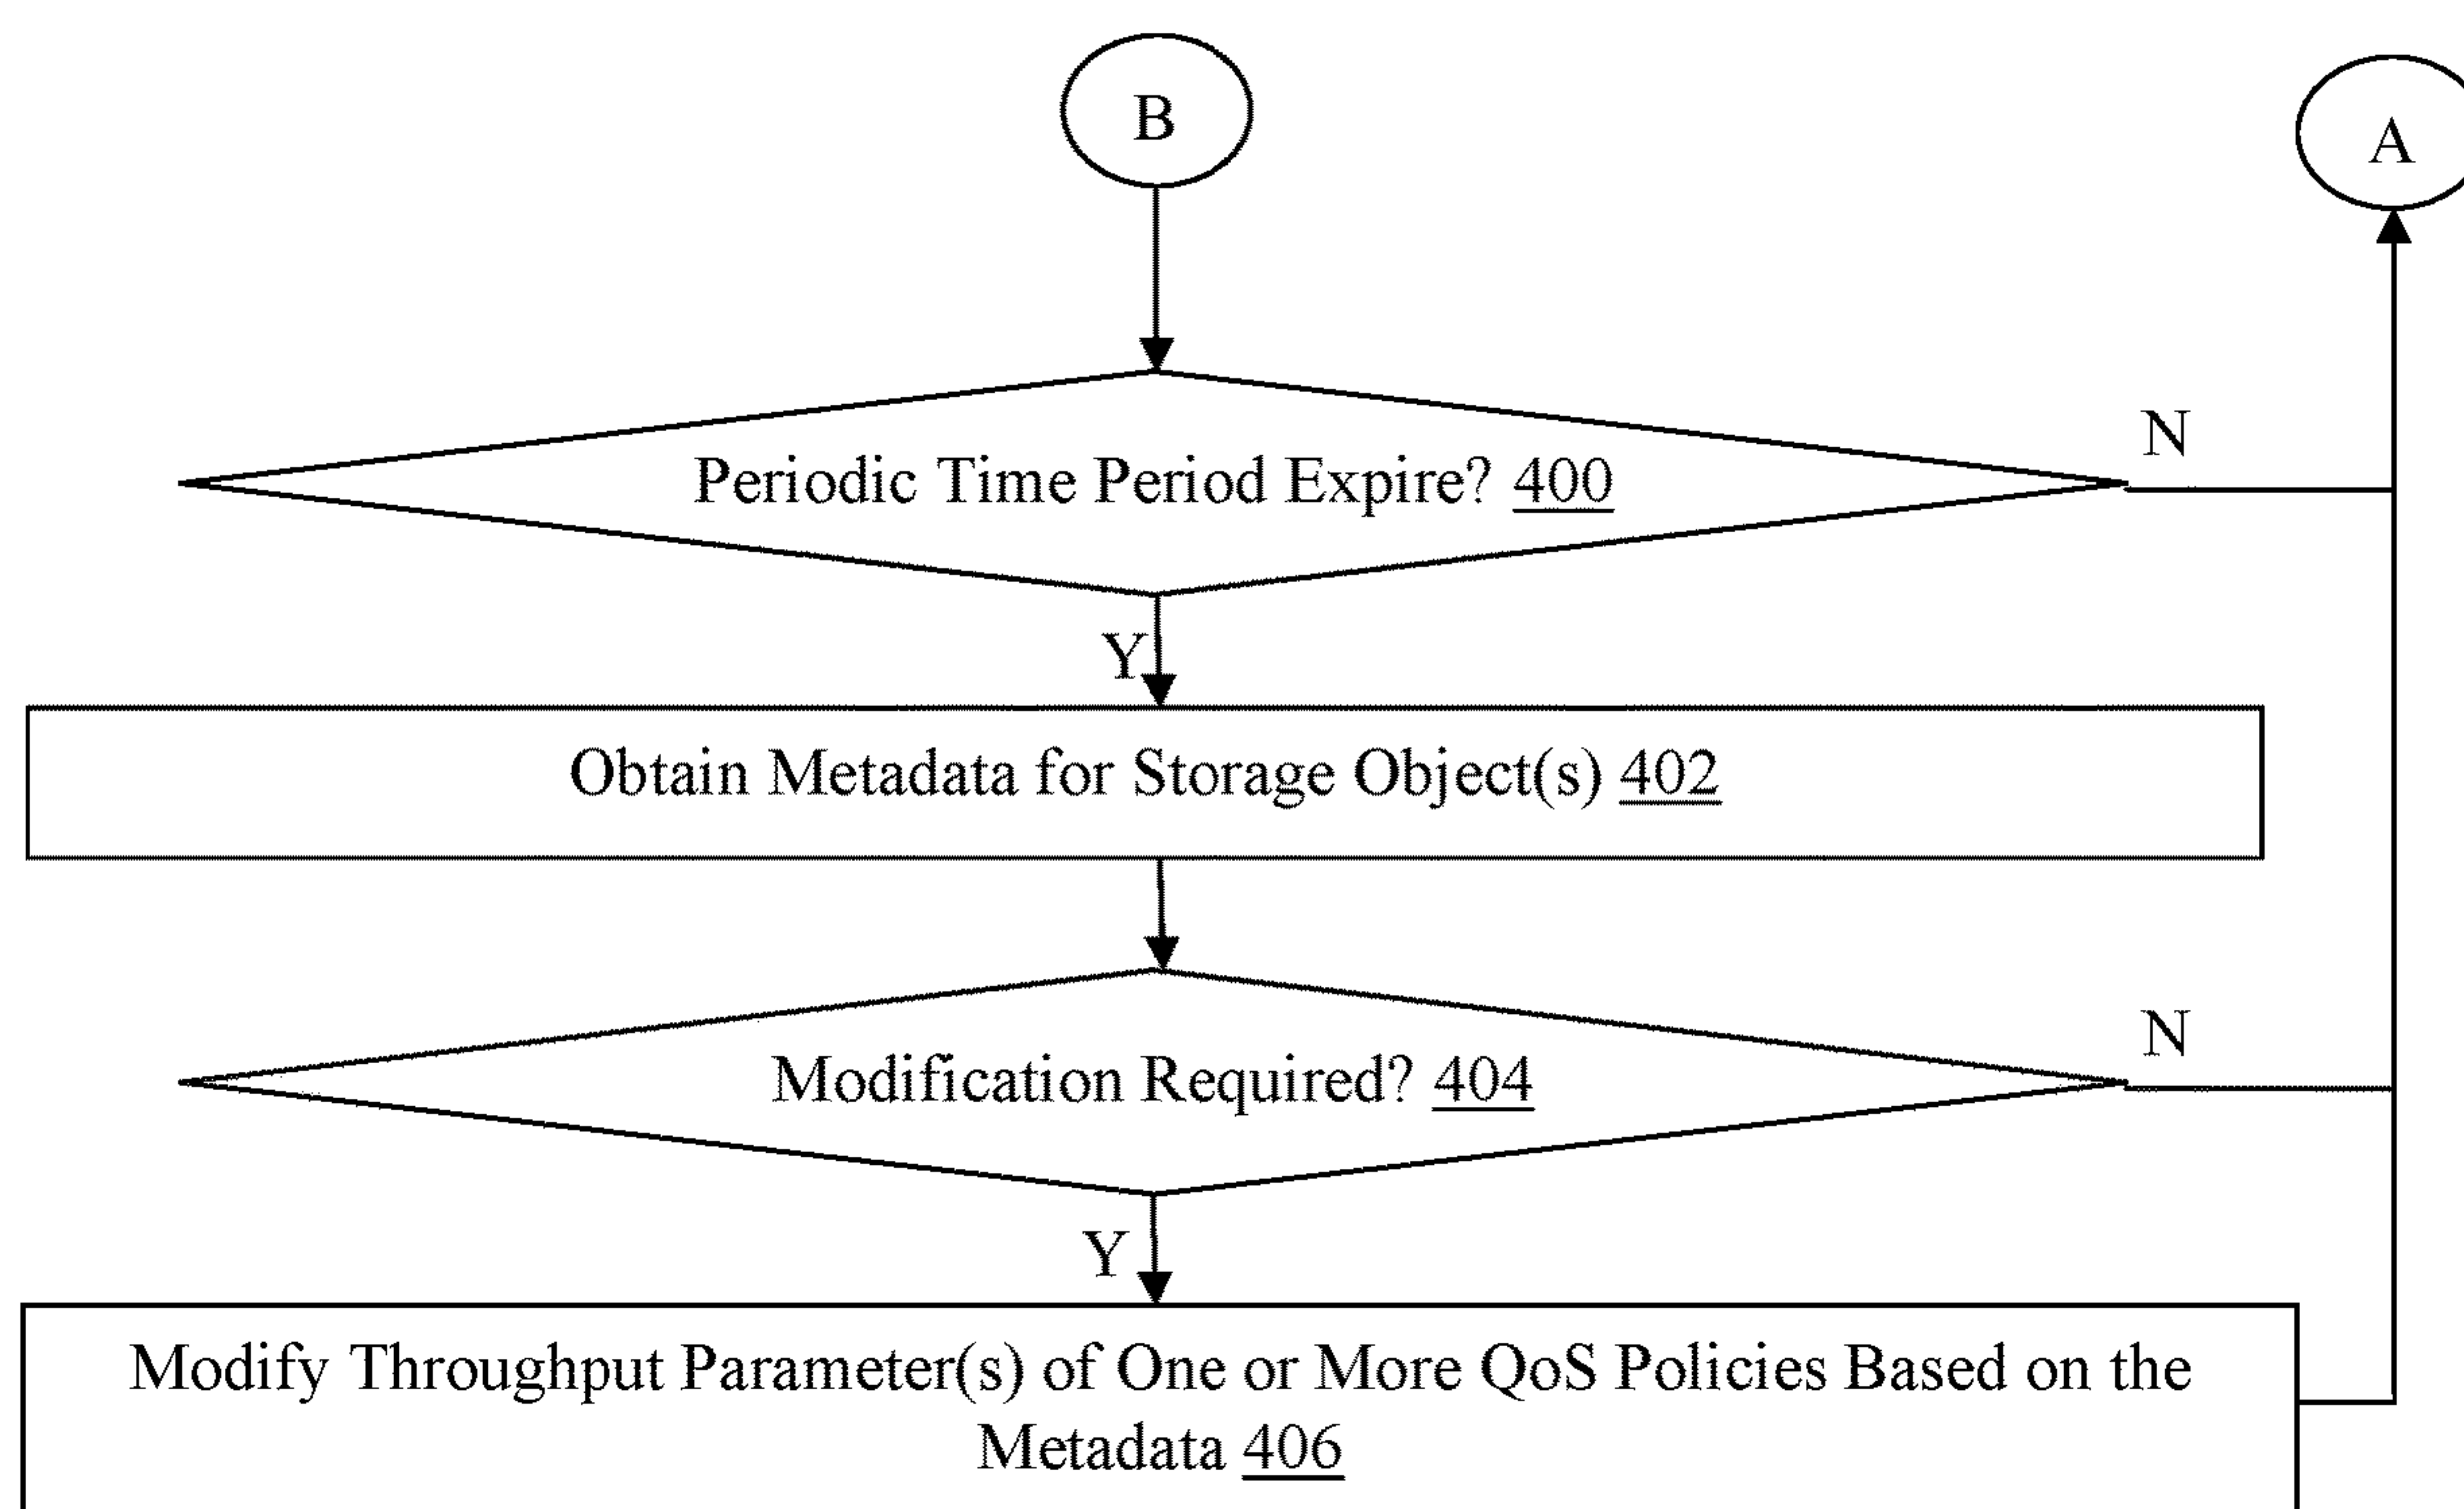 B
A
Periodic Time Period Expire? 400
N
Y
Obtain Metadata for Storage Object(s) 402
Modification Required? 404
N
Y
Modify Throughput Parameter(s) of One or More QoS Policies Based on the
Metadata 406